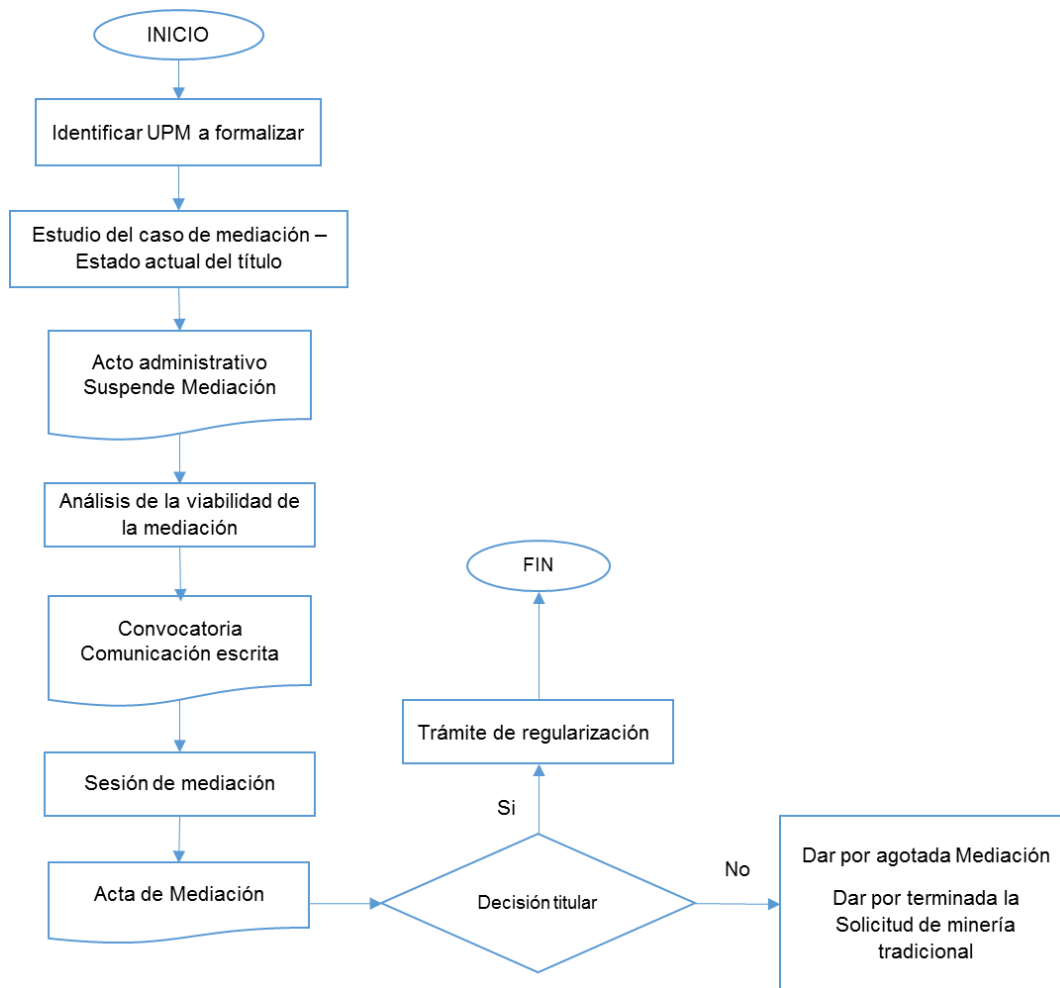 INICIO
Identificar UPM a formalizar
Estudio del caso de mediación –
Estado actual del título
Acto administrativo
Suspende Mediación
Análisis de la viabilidad de
la mediación
Convocatoria
Comunicación escrita
Sesión de mediación
Acta de Mediación
Decisión titular
Si
Trámite de regularización
FIN
No
Dar por agotada Mediación
Dar por terminada la
Solicitud de minería
tradicional